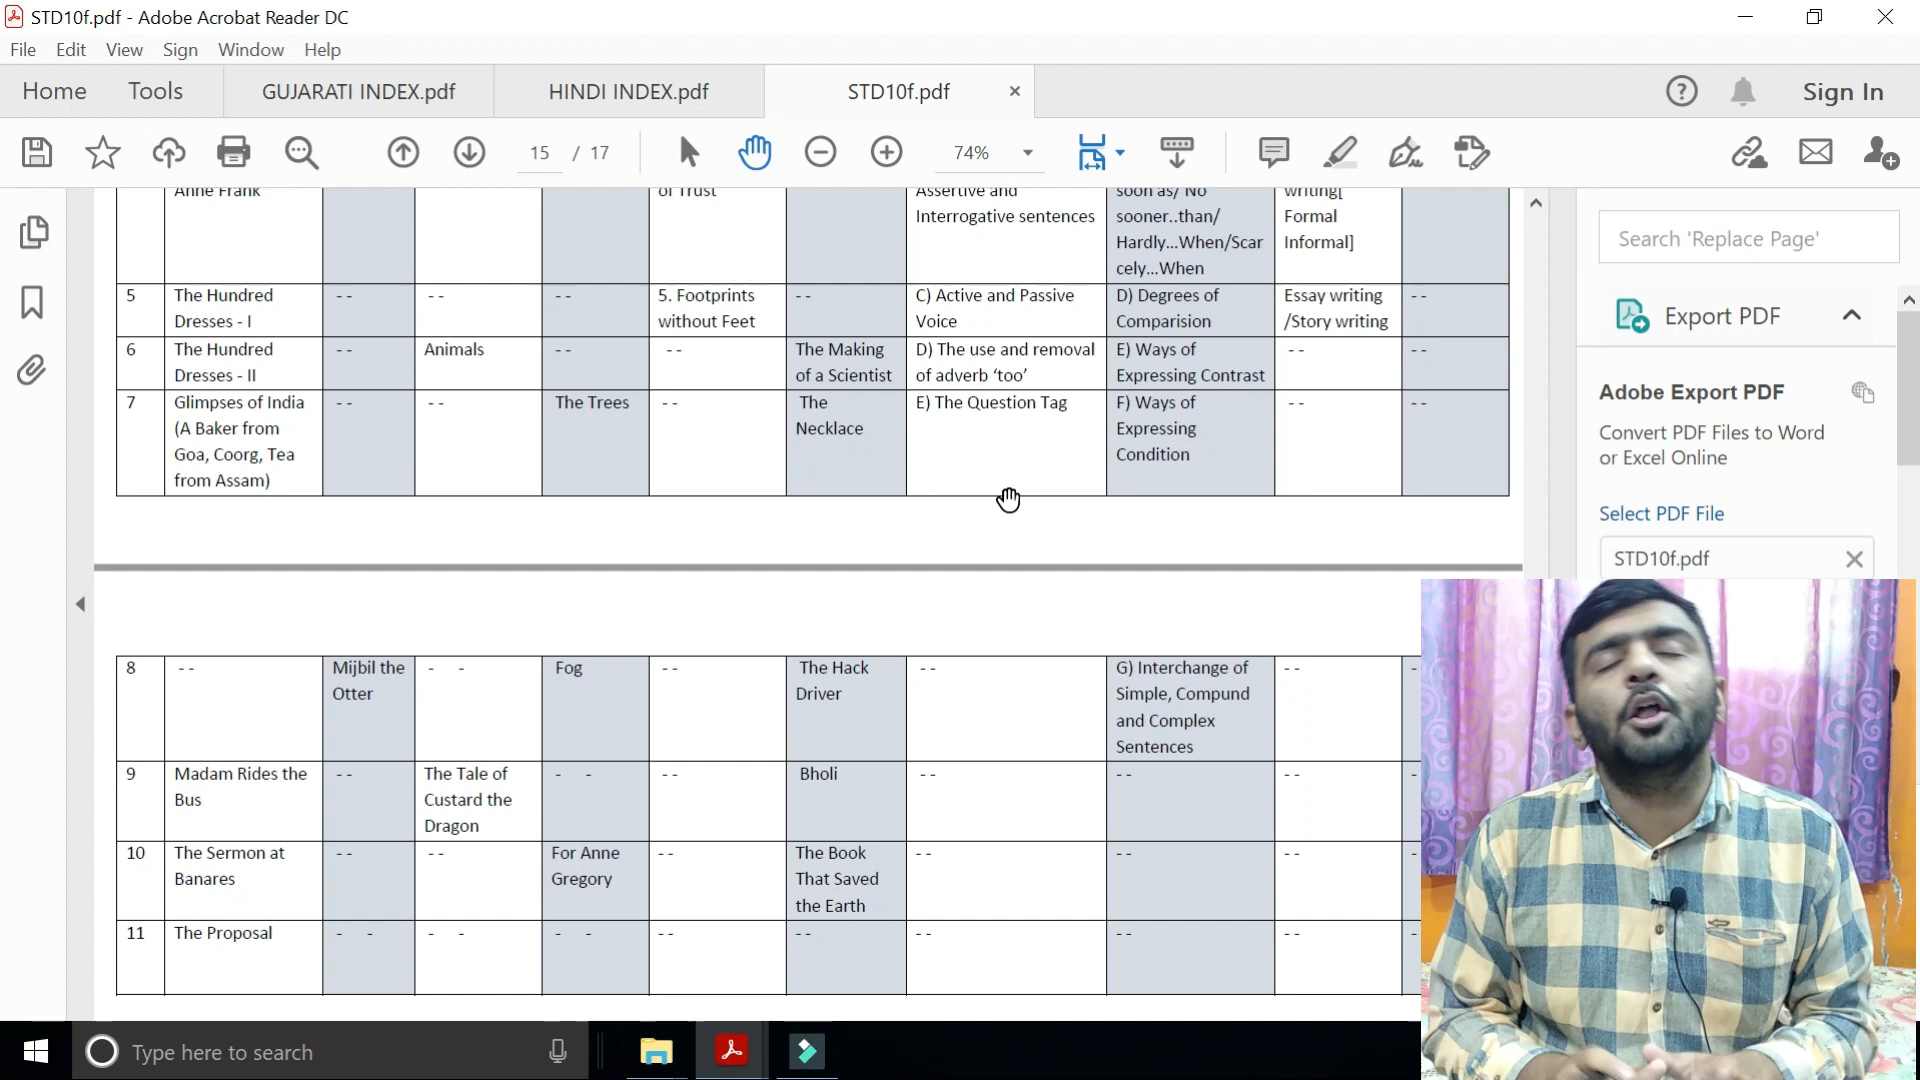 STD10f.pdf - Adobe Acrobat Reader DC
File Edit View Sign Window Help
Home Tools GUJARATI INDEX.pdf HINDI INDEX.pdf STD10f.pdf × ? Sign In
15 / 17 74%
Anne Frank
of Trust
Assertive and
Interrogative sentences
soon as/ No
sooner..than/
Hardly...When/Scar
cely...When
writing[
Formal
Informal]
5
The Hundred
Dresses - I
--
--
--
5. Footprints
without Feet
--
C) Active and Passive
Voice
D) Degrees of
Comparision
Essay writing
/Story writing
--
6
The Hundred
Dresses - II
--
Animals
--
--
The Making
of a Scientist
D) The use and removal
of adverb ‘too’
E) Ways of
Expressing Contrast
--
--
7
Glimpses of India
(A Baker from
Goa, Coorg, Tea
from Assam)
--
--
The Trees
--
The
Necklace
E) The Question Tag
F) Ways of
Expressing
Condition
--
--
8
--
Mijbil the
Otter
- -
Fog
--
The Hack
Driver
--
G) Interchange of
Simple, Compund
and Complex
Sentences
--
-
9
Madam Rides the
Bus
--
The Tale of
Custard the
Dragon
- -
--
Bholi
--
--
--
-
10
The Sermon at
Banares
--
--
For Anne
Gregory
--
The Book
That Saved
the Earth
--
--
--
-
11
The Proposal
- -
- -
- -
--
--
--
--
--
-
Search 'Replace Page'
Export PDF
Adobe Export PDF
Convert PDF Files to Word
or Excel Online
Select PDF File
STD10f.pdf
Type here to search